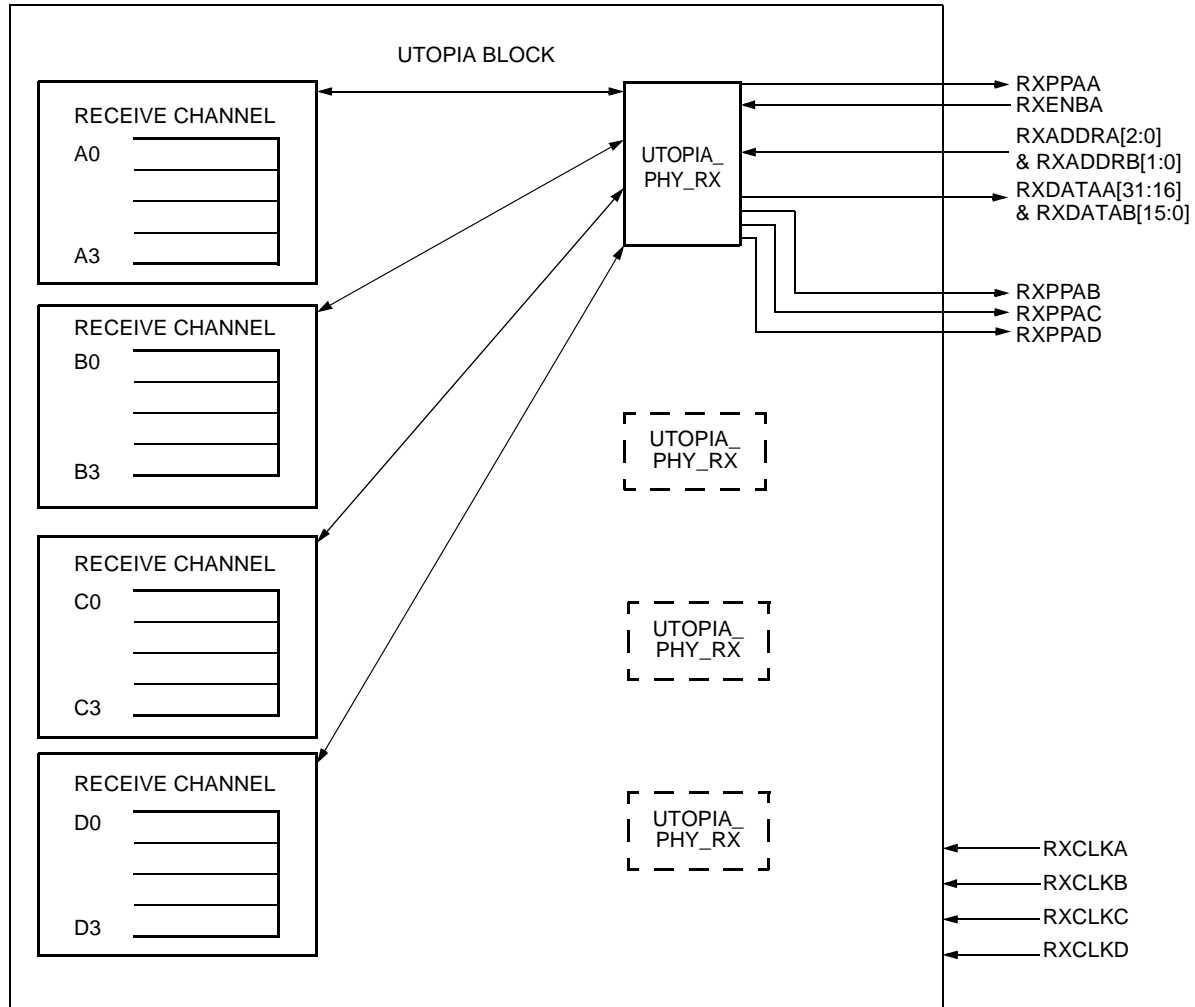 UTOPIA BLOCK
RECEIVE CHANNEL
A0
A3
RECEIVE CHANNEL
B0
B3
RECEIVE CHANNEL
C0
C3
RECEIVE CHANNEL
D0
D3
UTOPIA_
PHY_RX
UTOPIA_
PHY_RX
UTOPIA_
PHY_RX
UTOPIA_
PHY_RX
RXPPAA
RXENBA
RXADDRA[2:0]
& RXADDRB[1:0]
RXDATAA[31:16]
& RXDATAB[15:0]
RXPPAB
RXPPAC
RXPPAD
RXCLKA
RXCLKB
RXCLKC
RXCLKD